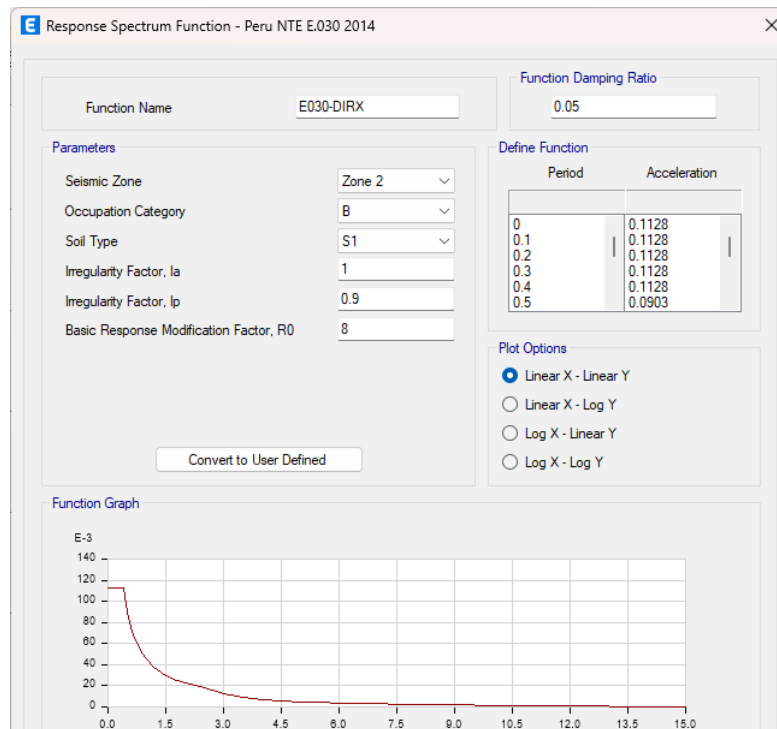 E Response Spectrum Function - Peru NTE E.030 2014
Function Name
E030-DIRX
Function Damping Ratio
0.05
Parameters
Seismic Zone Zone 2
Occupation Category B
Soil Type S1
Irregularity Factor, Ia 1
Irregularity Factor, Ip 0.9
Basic Response Modification Factor, R0 8
Convert to User Defined
Define Function
Period Acceleration
0 0.1128
0.1 0.1128
0.2 0.1128
0.3 0.1128
0.4 0.1128
0.5 0.0903
Plot Options
Linear X - Linear Y
Linear X - Log Y
Log X - Linear Y
Log X - Log Y
Function Graph
E-3
140
120
100
80
60
40
20
0
0.0 1.5 3.0 4.5 6.0 7.5 9.0 10.5 12.0 13.5 15.0